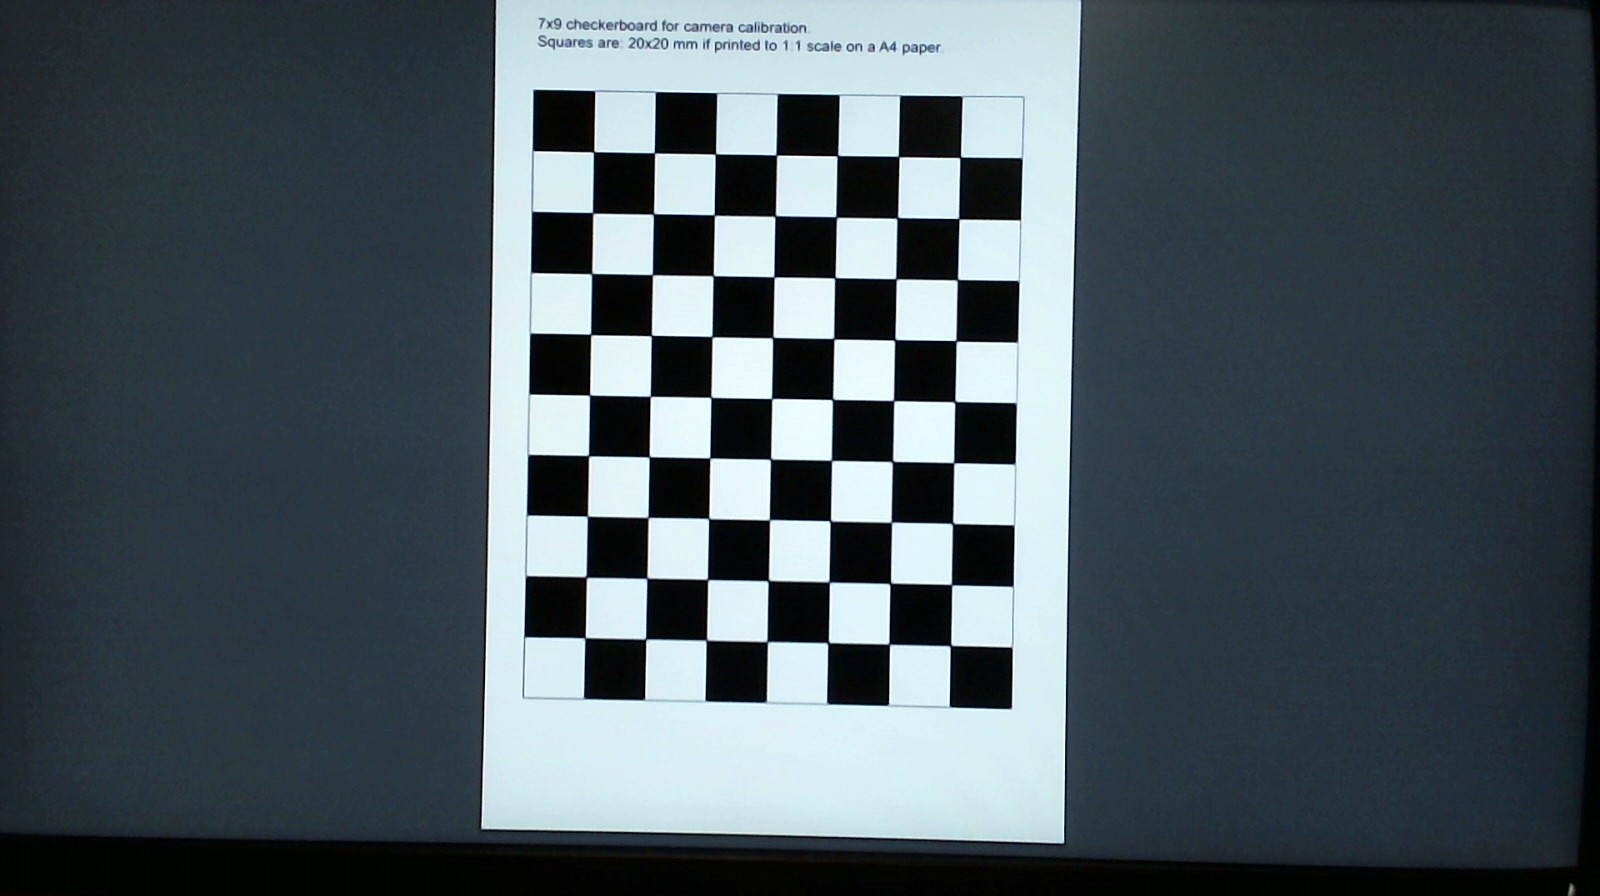 7x9 checkerboard for camera calibration.
Squares are: 20x20 mm if printed to 1:1 scale on a A4 paper.